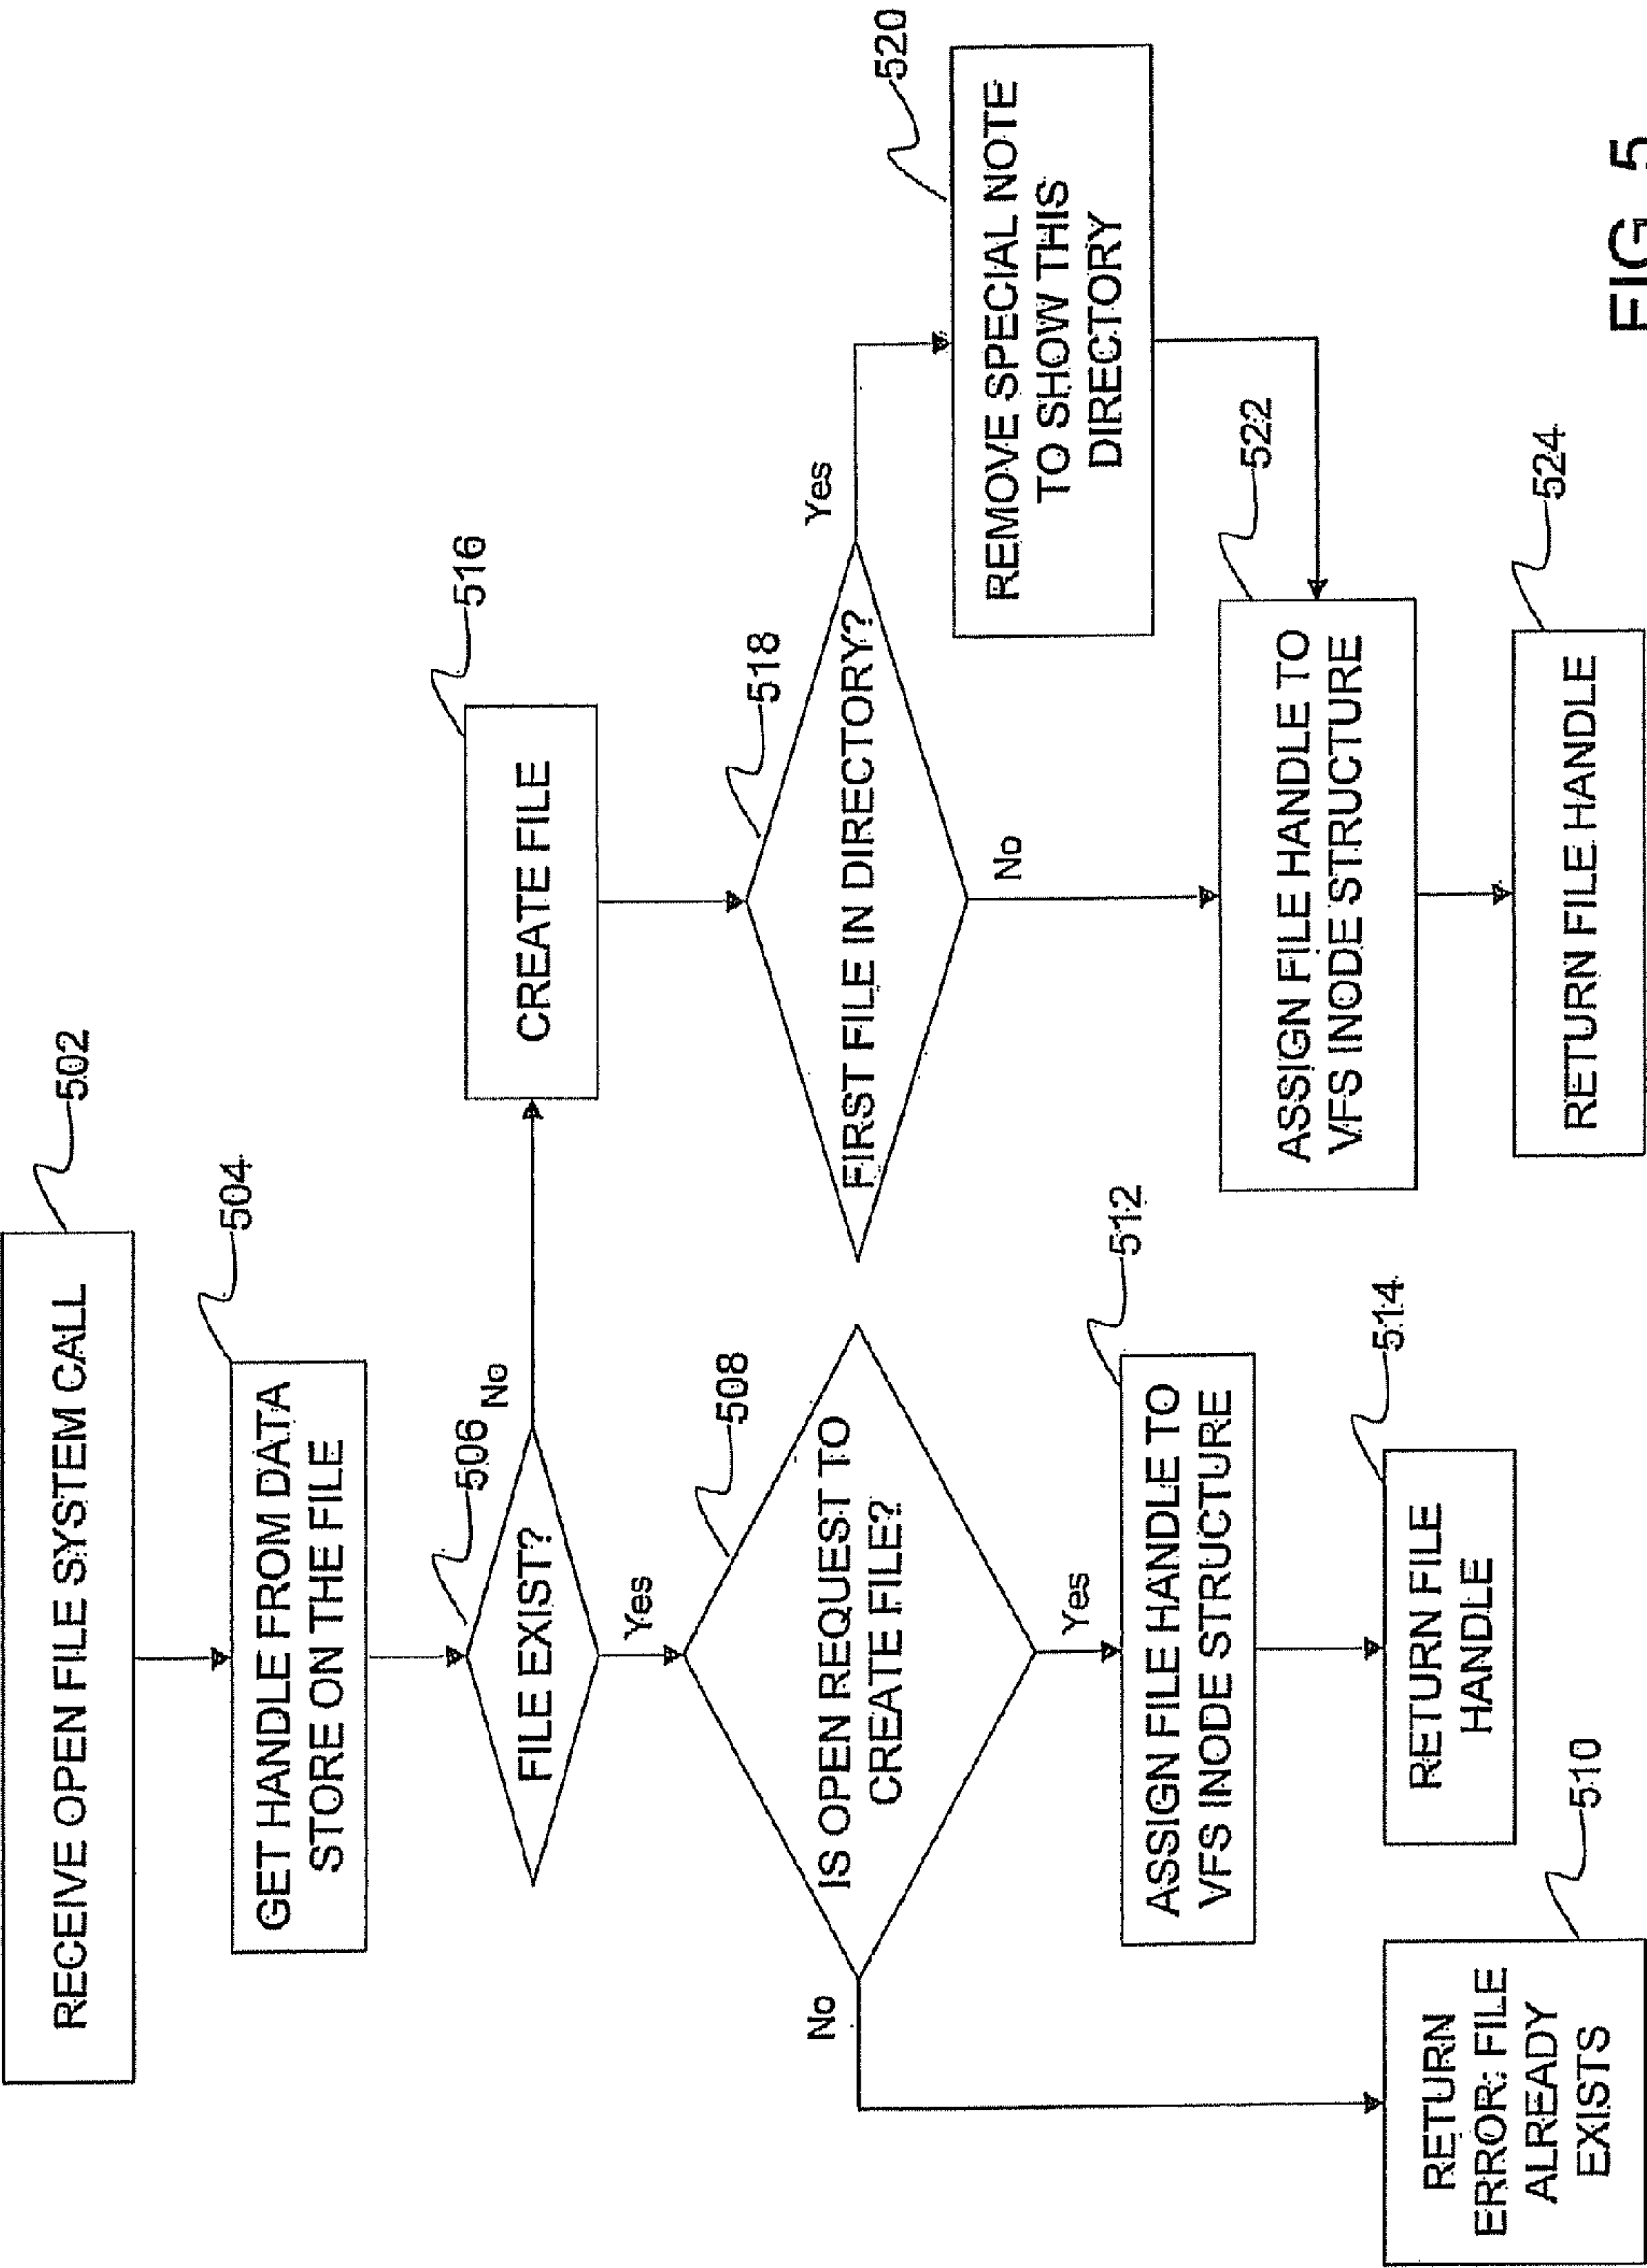 RECEIVE OPEN FILE SYSTEM CALL
502
GET HANDLE FROM DATA
STORE ON THE FILE
504
FILE EXIST?
506
No
Yes
CREATE FILE
516
IS OPEN REQUEST TO
CREATE FILE?
508
No
Yes
FIRST FILE IN DIRECTORY?
518
Yes
No
REMOVE SPECIAL NOTE
TO SHOW THIS
DIRECTORY
520
ASSIGN FILE HANDLE TO
VFS INODE STRUCTURE
512
ASSIGN FILE HANDLE TO
VFS INODE STRUCTURE
522
RETURN
ERROR: FILE
ALREADY
EXISTS
510
RETURN FILE
HANDLE
514
RETURN FILE HANDLE
524
FIG. 5